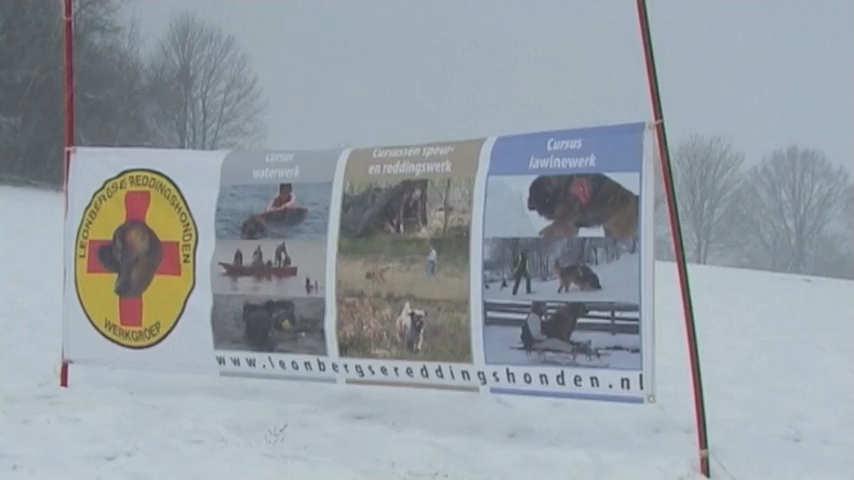 LEONBERGSE REDDINGSHONDEN
WERKGROEP
Cursus
waterwerk
Cursussen speur-
en reddingswerk
Cursus
lawinewerk
www.leonbergsereddingshonden.nl